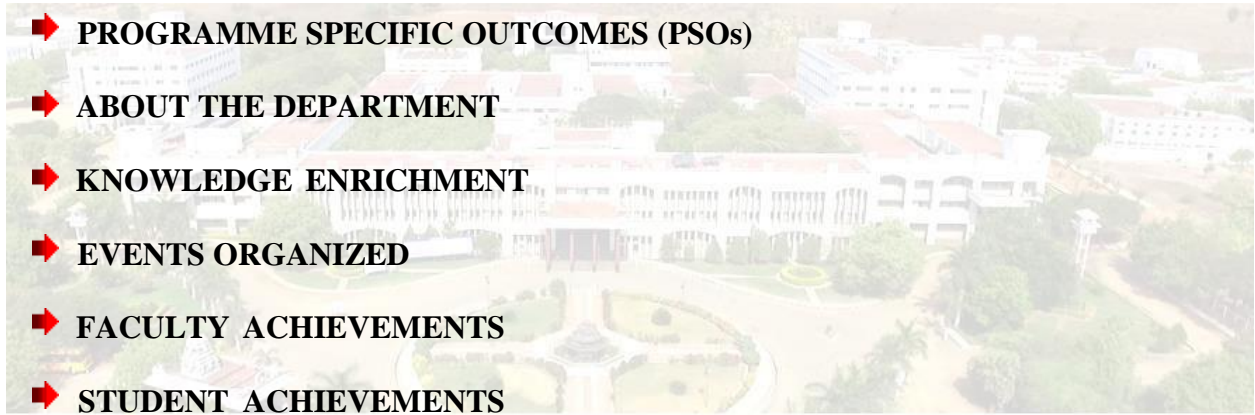 PROGRAMME SPECIFIC OUTCOMES (PSOs)
ABOUT THE DEPARTMENT
KNOWLEDGE ENRICHMENT
EVENTS ORGANIZED
FACULTY ACHIEVEMENTS
STUDENT ACHIEVEMENTS